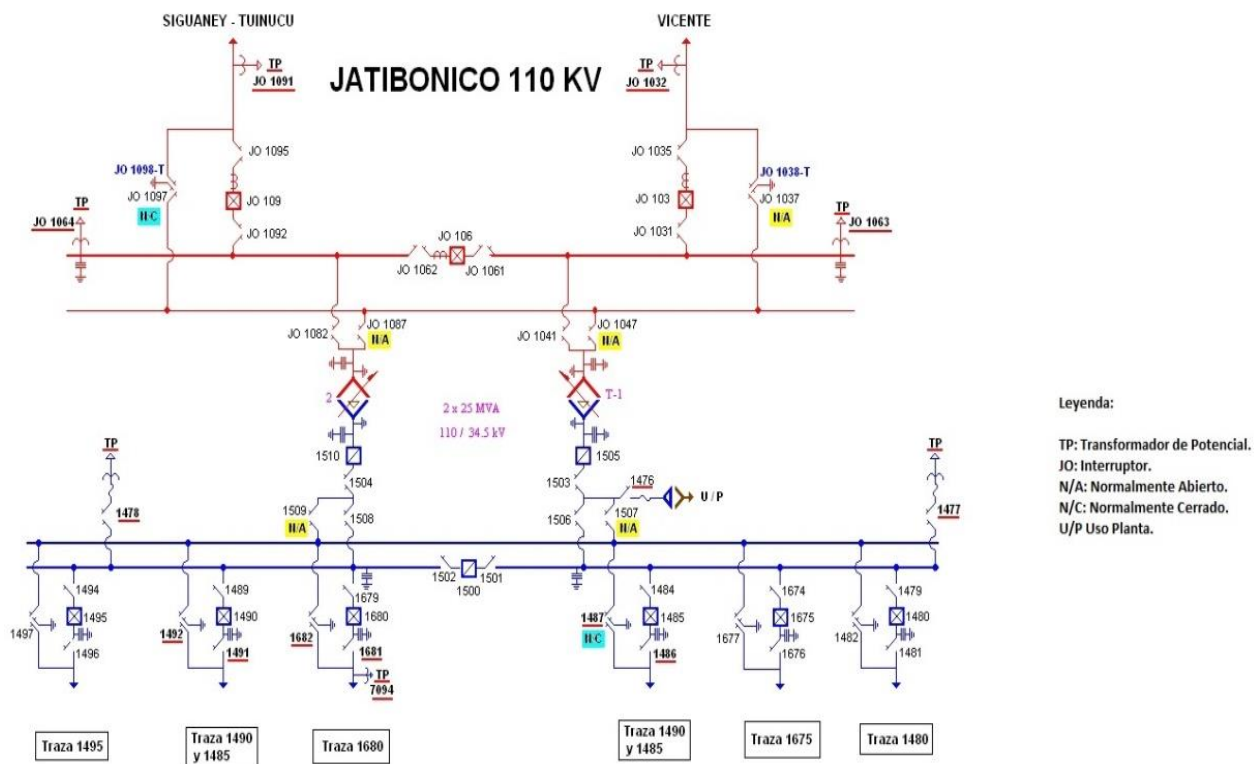 SIGUANEY - TUINUCU
VICENTE
JATIBONICO 110 KV
TP
JO 1091
TP
JO 1032
JO 1095
JO 1035
JO 1098-T
JO 1097
N/C
JO 109
JO 1092
JO 103
JO 1031
JO 1038-T
JO 1037
N/A
TP
JO 1064
TP
JO 1063
JO 106
JO 1062
JO 1061
JO 1082
JO 1087
N/A
JO 1041
JO 1047
N/A
2
T-1
2 x 25 MVA
110 / 34.5 kV
Leyenda:
TP: Transformador de Potencial.
JO: Interruptor.
N/A: Normalmente Abierto.
N/C: Normalmente Cerrado.
U/P Uso Planta.
TP
1478
1510
1504
1509
N/A
1508
1505
1503
1476
U / P
1506
1507
N/A
TP
1477
1502
1500
1501
1494
1495
1496
1497
1489
1490
1491
1492
1679
1680
1681
1682
TP
7094
1484
1485
1486
1487
N/C
1674
1675
1676
1677
1479
1480
1481
1482
Traza 1495
Traza 1490
y 1485
Traza 1680
Traza 1490
y 1485
Traza 1675
Traza 1480